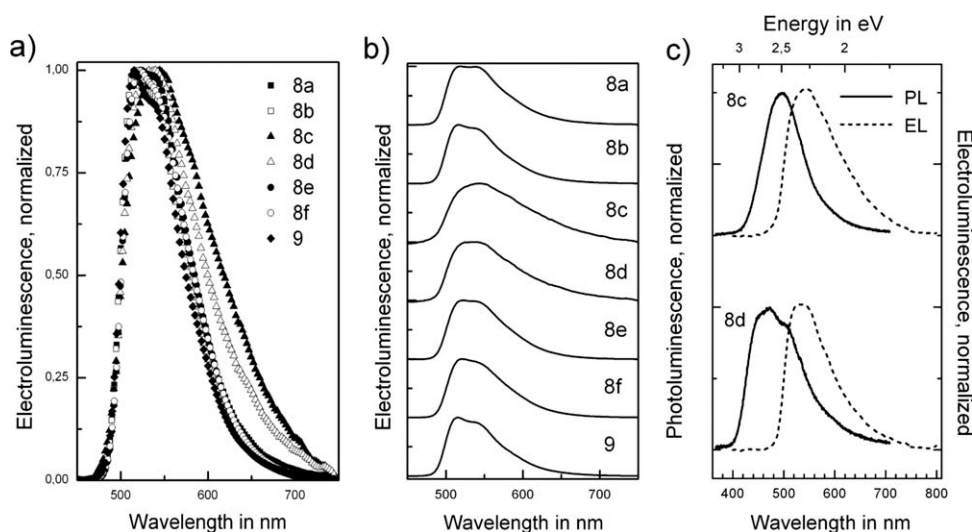 a)
Electroluminescence, normalized
1.00
0.75
0.50
0.25
0,00
500
600
700
Wavelength in nm
8a
8b
8c
8d
8e
8f
9
b)
Electroluminescence, normalized
8a
8b
8c
8d
8e
8f
9
500
600
700
Wavelength in nm
c)
Energy in eV
3
2,5
2
8c
PL
EL
8d
Photoluminescence, normalized
Electroluminescence, normalized
400
500
600
700
800
Wavelength in nm